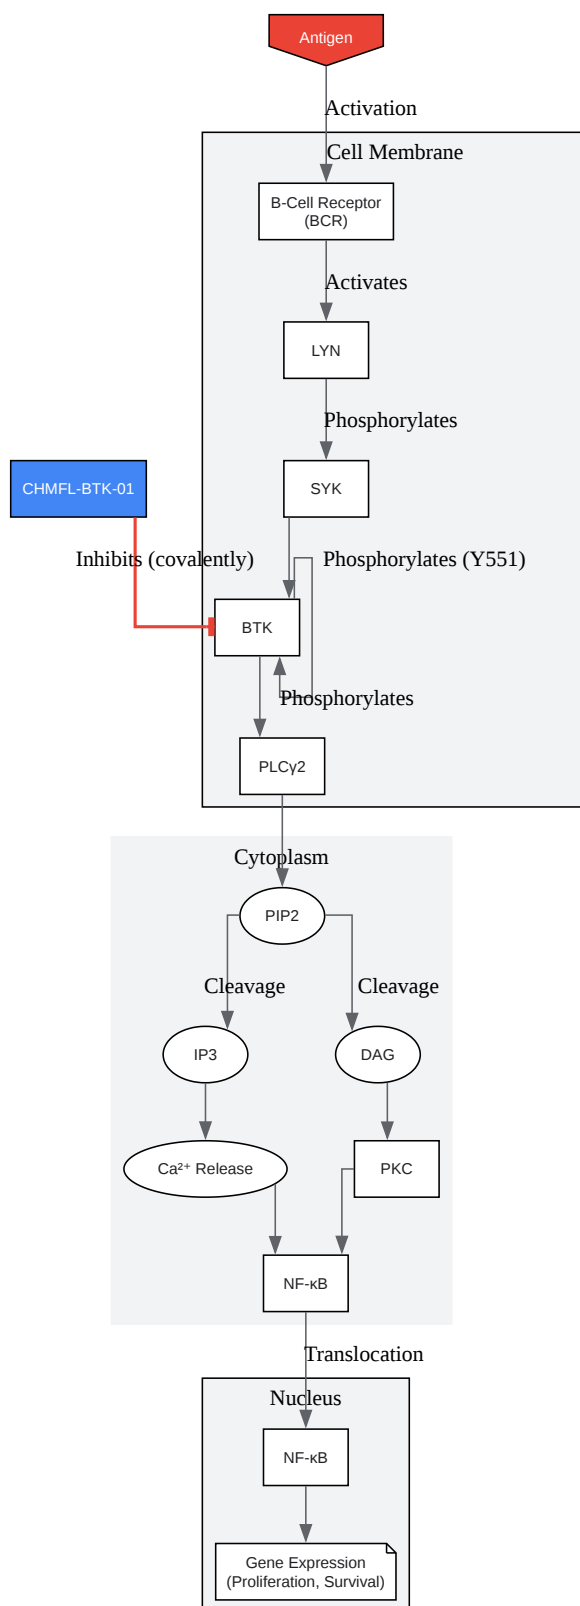 Antigen
Activation
Cell Membrane
B-Cell Receptor
(BCR)
Activates
LYN
Phosphorylates
CHMFL-BTK-01
SYK
Inhibits (covalently)
Phosphorylates (Y551)
BTK
Phosphorylates
PLCγ2
Cytoplasm
PIP2
Cleavage
Cleavage
IP3
DAG
Ca²⁺ Release
PKC
NF-κB
Translocation
Nucleus
NF-κB
Gene Expression
(Proliferation, Survival)